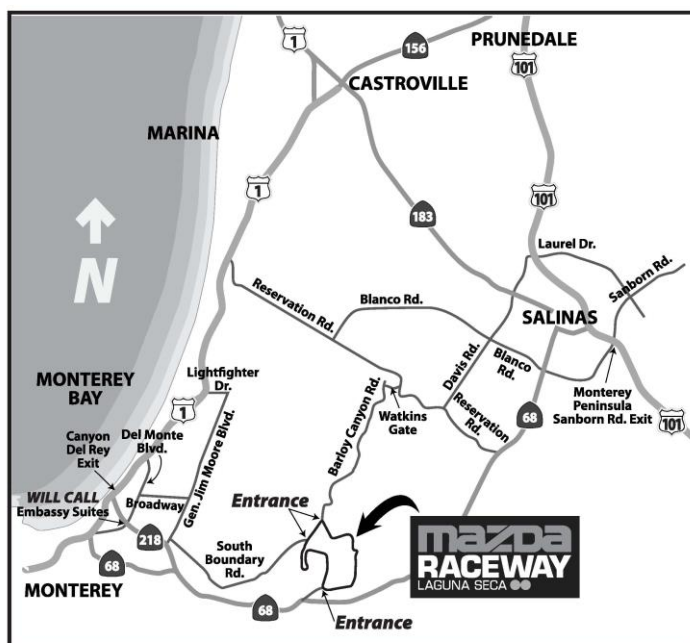 1
156
PRUNEDALE
101
CASTROVILLE
MARINA
1
101
183
N
Laurel Dr.
Sanborn Rd.
Reservation Rd.
Blanco Rd.
SALINAS
Davis Rd.
Blanco
Rd.
Monterey
Peninsula
Sanborn Rd. Exit
101
MONTEREY
BAY
Lightfighter
Dr.
1
Gen. Jim Moore Blvd.
Barloy Canyon Rd.
Watkins
Gate
Reservation
Rd.
68
Canyon
Del Rey
Exit
Del Monte
Blvd.
WILL CALL
Embassy Suites
Broadway
218
Entrance
South
Boundary
Rd.
mazda
RACEWAY
LAGUNA SECA
MONTEREY
68
68
Entrance